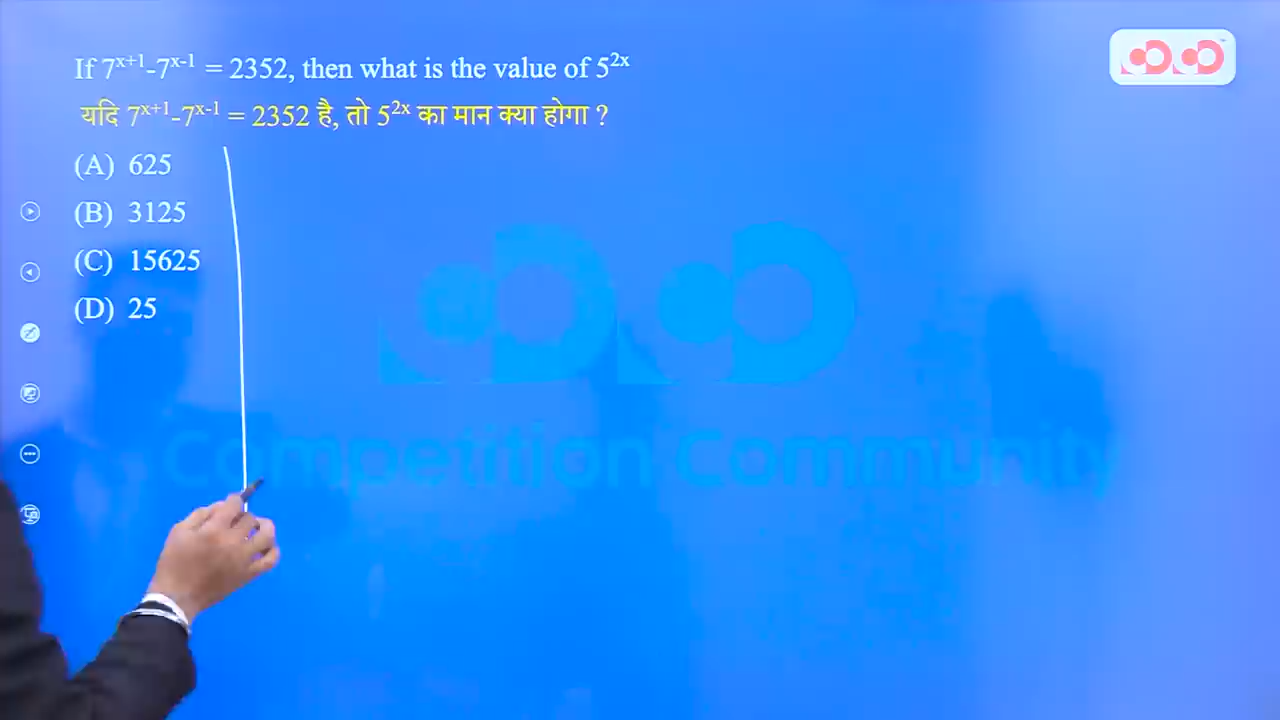 If 7^{x+1}-7^{x-1} = 2352, then what is the value of 5^{2x}
यदि 7^{x+1}-7^{x-1} = 2352 है, तो 5^{2x} का मान क्या होगा ?
(A) 625
(B) 3125
(C) 15625
(D) 25
Competition Community